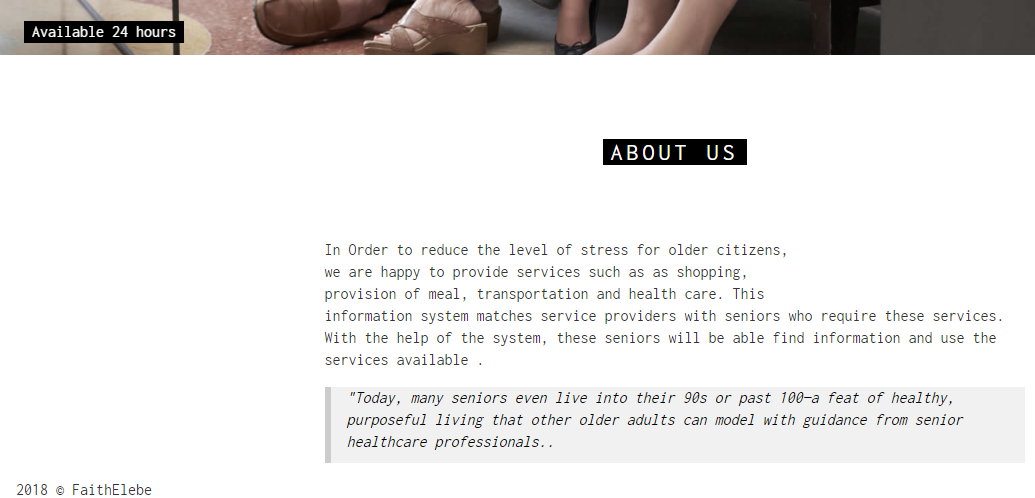 Available 24 hours
ABOUT US
In Order to reduce the level of stress for older citizens,
we are happy to provide services such as as shopping,
provision of meal, transportation and health care. This
information system matches service providers with seniors who require these services.
With the help of the system, these seniors will be able find information and use the
services available .
"Today, many seniors even live into their 90s or past 100—a feat of healthy,
purposeful living that other older adults can model with guidance from senior
healthcare professionals..
2018 © FaithElebe